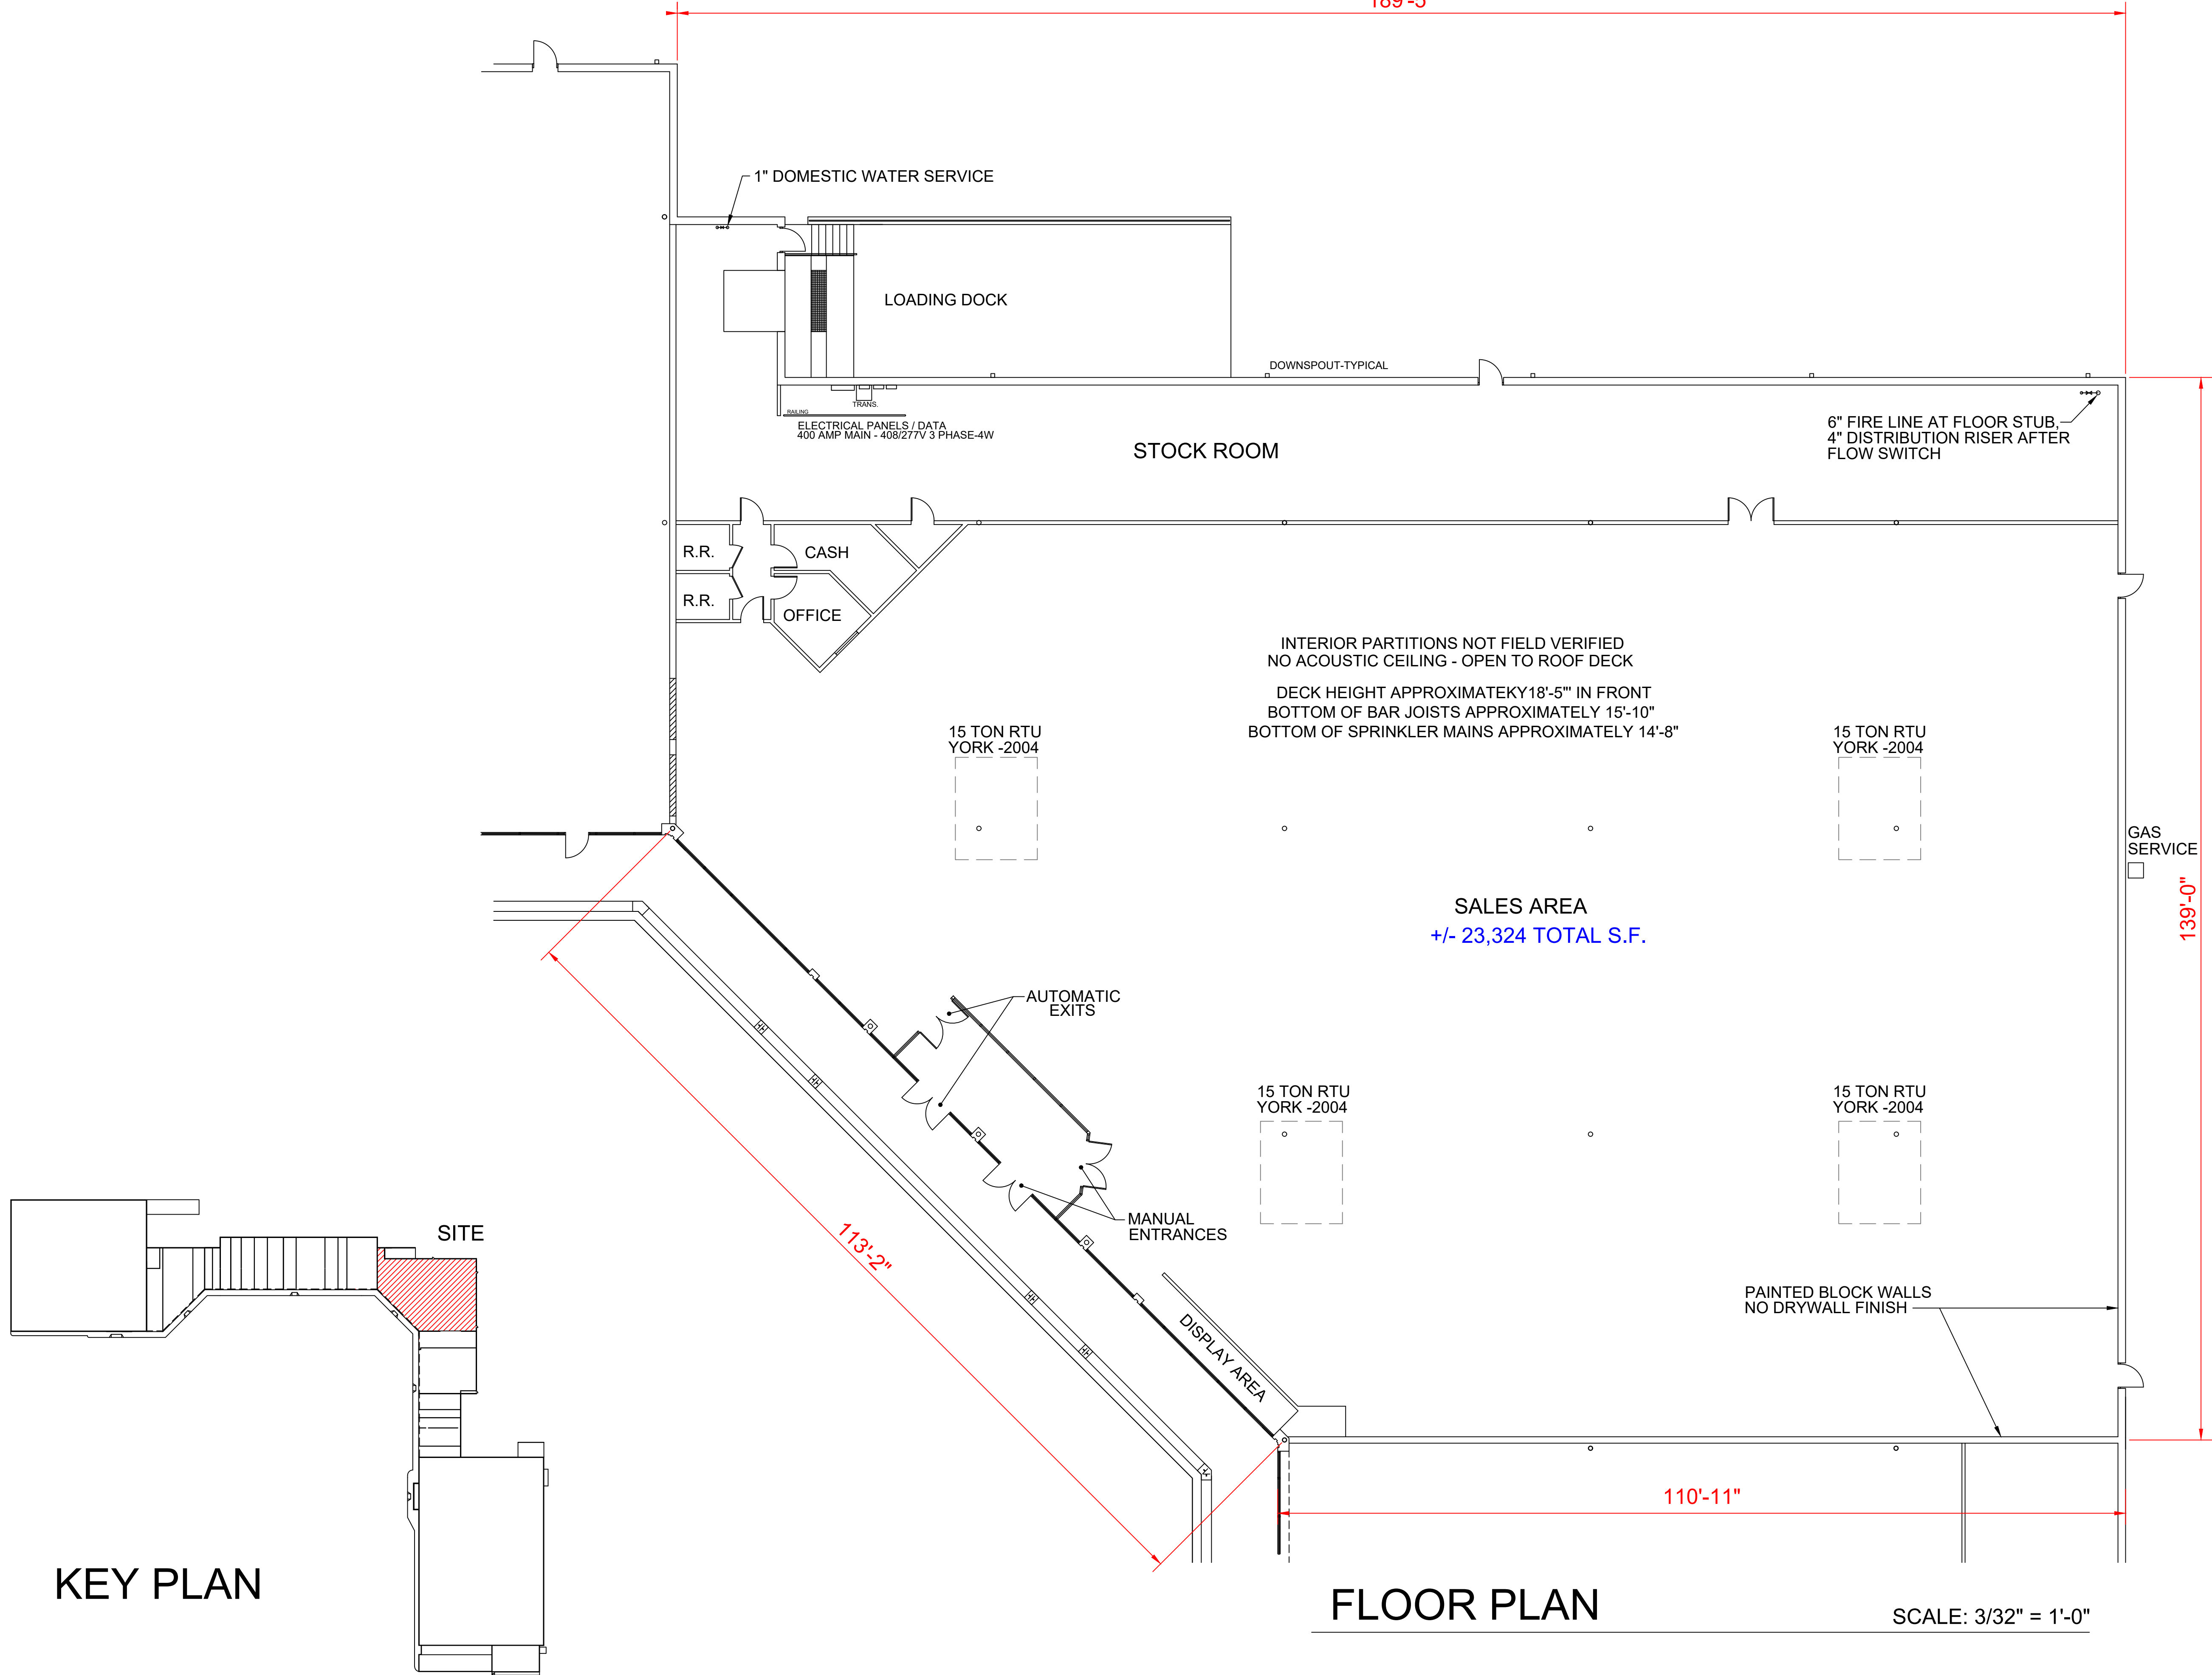 189'-5
1" DOMESTIC WATER SERVICE
LOADING DOCK
DOWNSPOUT-TYPICAL
TRANS.
RAILING
ELECTRICAL PANELS / DATA
400 AMP MAIN - 408/277V 3 PHASE-4W
STOCK ROOM
6" FIRE LINE AT FLOOR STUB,
4" DISTRIBUTION RISER AFTER
FLOW SWITCH
R.R.
CASH
R.R.
OFFICE
INTERIOR PARTITIONS NOT FIELD VERIFIED
NO ACOUSTIC CEILING - OPEN TO ROOF DECK
DECK HEIGHT APPROXIMATEKY18'-5"' IN FRONT
BOTTOM OF BAR JOISTS APPROXIMATELY 15'-10"
BOTTOM OF SPRINKLER MAINS APPROXIMATELY 14'-8"
15 TON RTU
YORK -2004
15 TON RTU
YORK -2004
GAS
SERVICE
139'-0"
SALES AREA
+/- 23,324 TOTAL S.F.
AUTOMATIC
EXITS
15 TON RTU
YORK -2004
15 TON RTU
YORK -2004
MANUAL
ENTRANCES
113'-2"
DISPLAY AREA
PAINTED BLOCK WALLS
NO DRYWALL FINISH
110'-11"
SITE
KEY PLAN
FLOOR PLAN
SCALE: 3/32" = 1'-0"